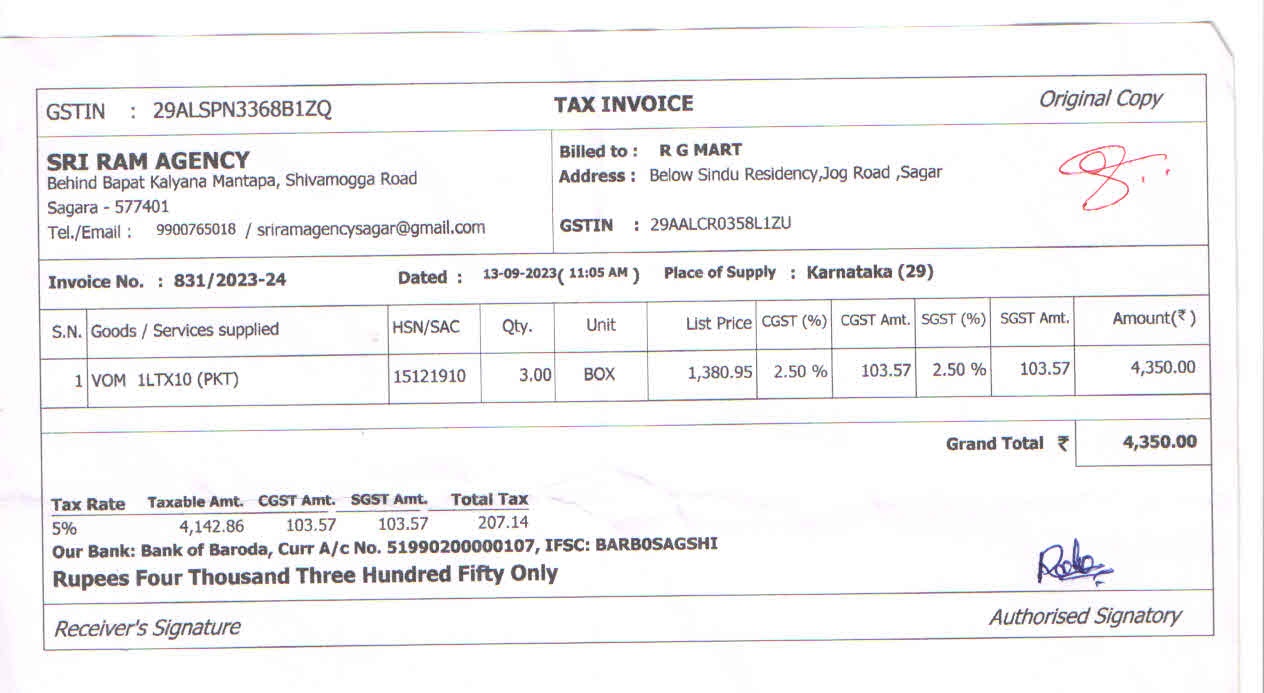 GSTIN : 29ALSPN3368B1ZQ TAX INVOICE Original Copy
SRI RAM AGENCY
Behind Bapat Kalyana Mantapa, Shivamogga Road
Sagara - 577401
Tel./Email : 9900765018 / sriramagencysagar@gmail.com
Billed to : R G MART
Address : Below Sindu Residency,Jog Road ,Sagar
GSTIN : 29AALCR0358L1ZU
Invoice No. : 831/2023-24 Dated : 13-09-2023( 11:05 AM ) Place of Supply : Karnataka (29)
S.N. Goods / Services supplied HSN/SAC Qty. Unit List Price CGST (%) CGST Amt. SGST (%) SGST Amt. Amount(₹ )
1 VOM 1LTX10 (PKT) 15121910 3.00 BOX 1,380.95 2.50 % 103.57 2.50 % 103.57 4,350.00
Grand Total ₹ 4,350.00
Tax Rate Taxable Amt. CGST Amt. SGST Amt. Total Tax
5% 4,142.86 103.57 103.57 207.14
Our Bank: Bank of Baroda, Curr A/c No. 51990200000107, IFSC: BARB0SAGSHI
Rupees Four Thousand Three Hundred Fifty Only
Receiver's Signature Authorised Signatory